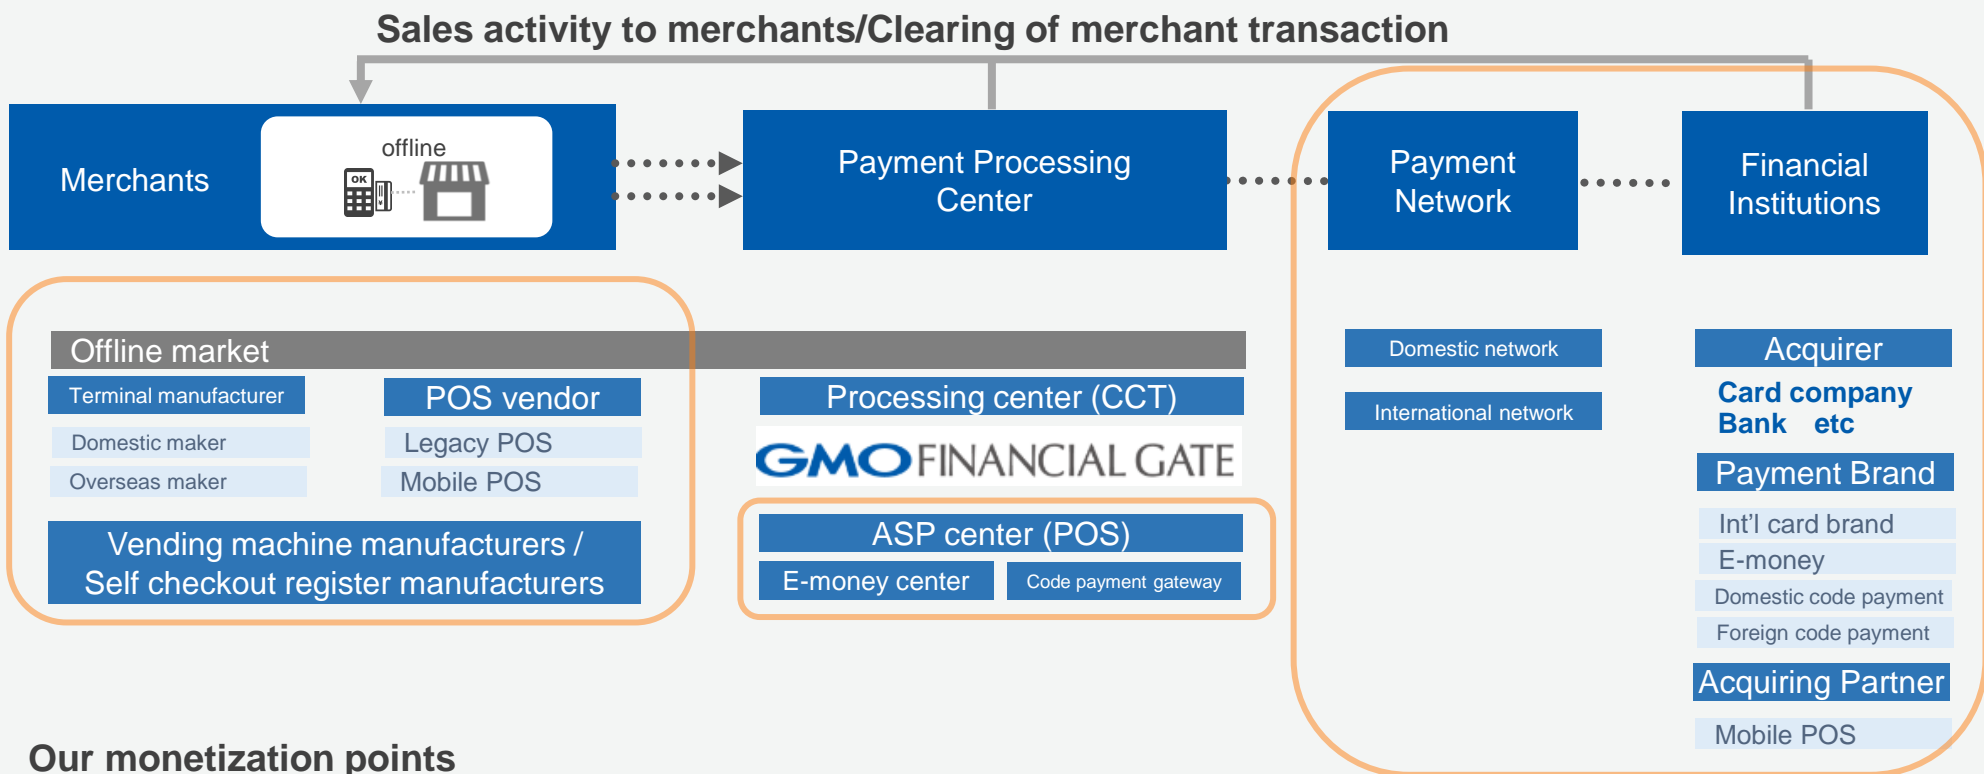 Sales activity to merchants/Clearing of merchant transaction
Merchants
offline
OK
Payment Processing
Center
Payment
Network
Financial
Institutions
Offline market
Terminal manufacturer
Domestic maker
Overseas maker
POS vendor
Legacy POS
Mobile POS
Vending machine manufacturers /
Self checkout register manufacturers
Processing center (CCT)
GMO FINANCIAL GATE
ASP center (POS)
E-money center
Code payment gateway
Domestic network
International network
Acquirer
Card company
Bank etc
Payment Brand
Int'l card brand
E-money
Domestic code payment
Foreign code payment
Acquiring Partner
Mobile POS
Our monetization points